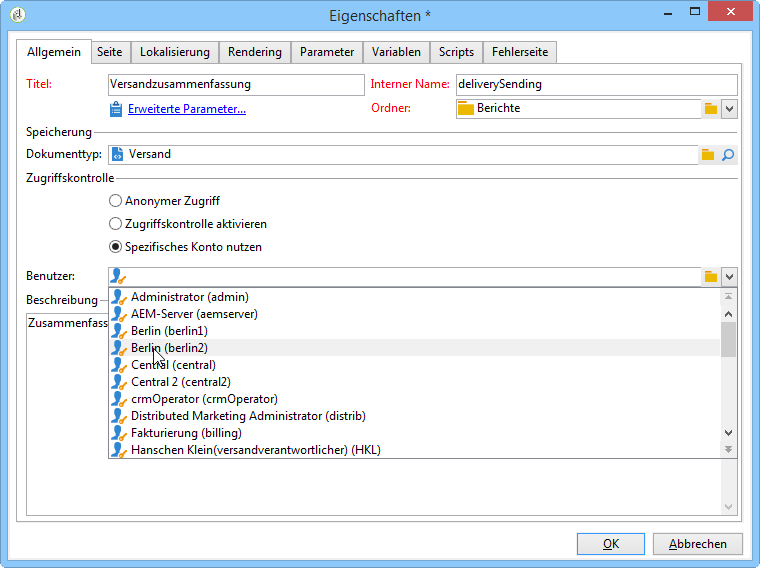 Eigenschaften *
Allgemein Seite Lokalisierung Rendering Parameter Variablen Scripts Fehlerseite
Titel: Versandzusammenfassung Interner Name: deliverySending
Erweiterte Parameter... Ordner: Berichte
Speicherung
Dokumenttyp: Versand
Zugriffskontrolle
Anonymer Zugriff
Zugriffskontrolle aktivieren
Spezifisches Konto nutzen
Benutzer:
Beschreibung
Administrator (admin)
AEM-Server (aemserver)
Zusammenfass
Berlin (berlin1)
Berlin (berlin2)
Central (central)
Central 2 (central2)
crmOperator (crmOperator)
Distributed Marketing Administrator (distrib)
Fakturierung (billing)
Hanschen Klein(versandverantwortlicher) (HKL)
OK Abbrechen